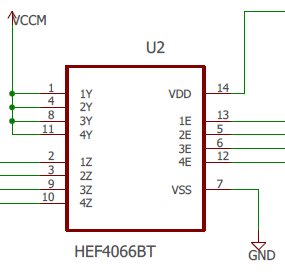 VCCM
U2
1 1Y VDD 14
4 2Y
8 3Y 1E 13
11 4Y 2E 5
3E 6
2 1Z 4E 12
3 2Z
9 3Z VSS 7
10 4Z
HEF4066BT
GND